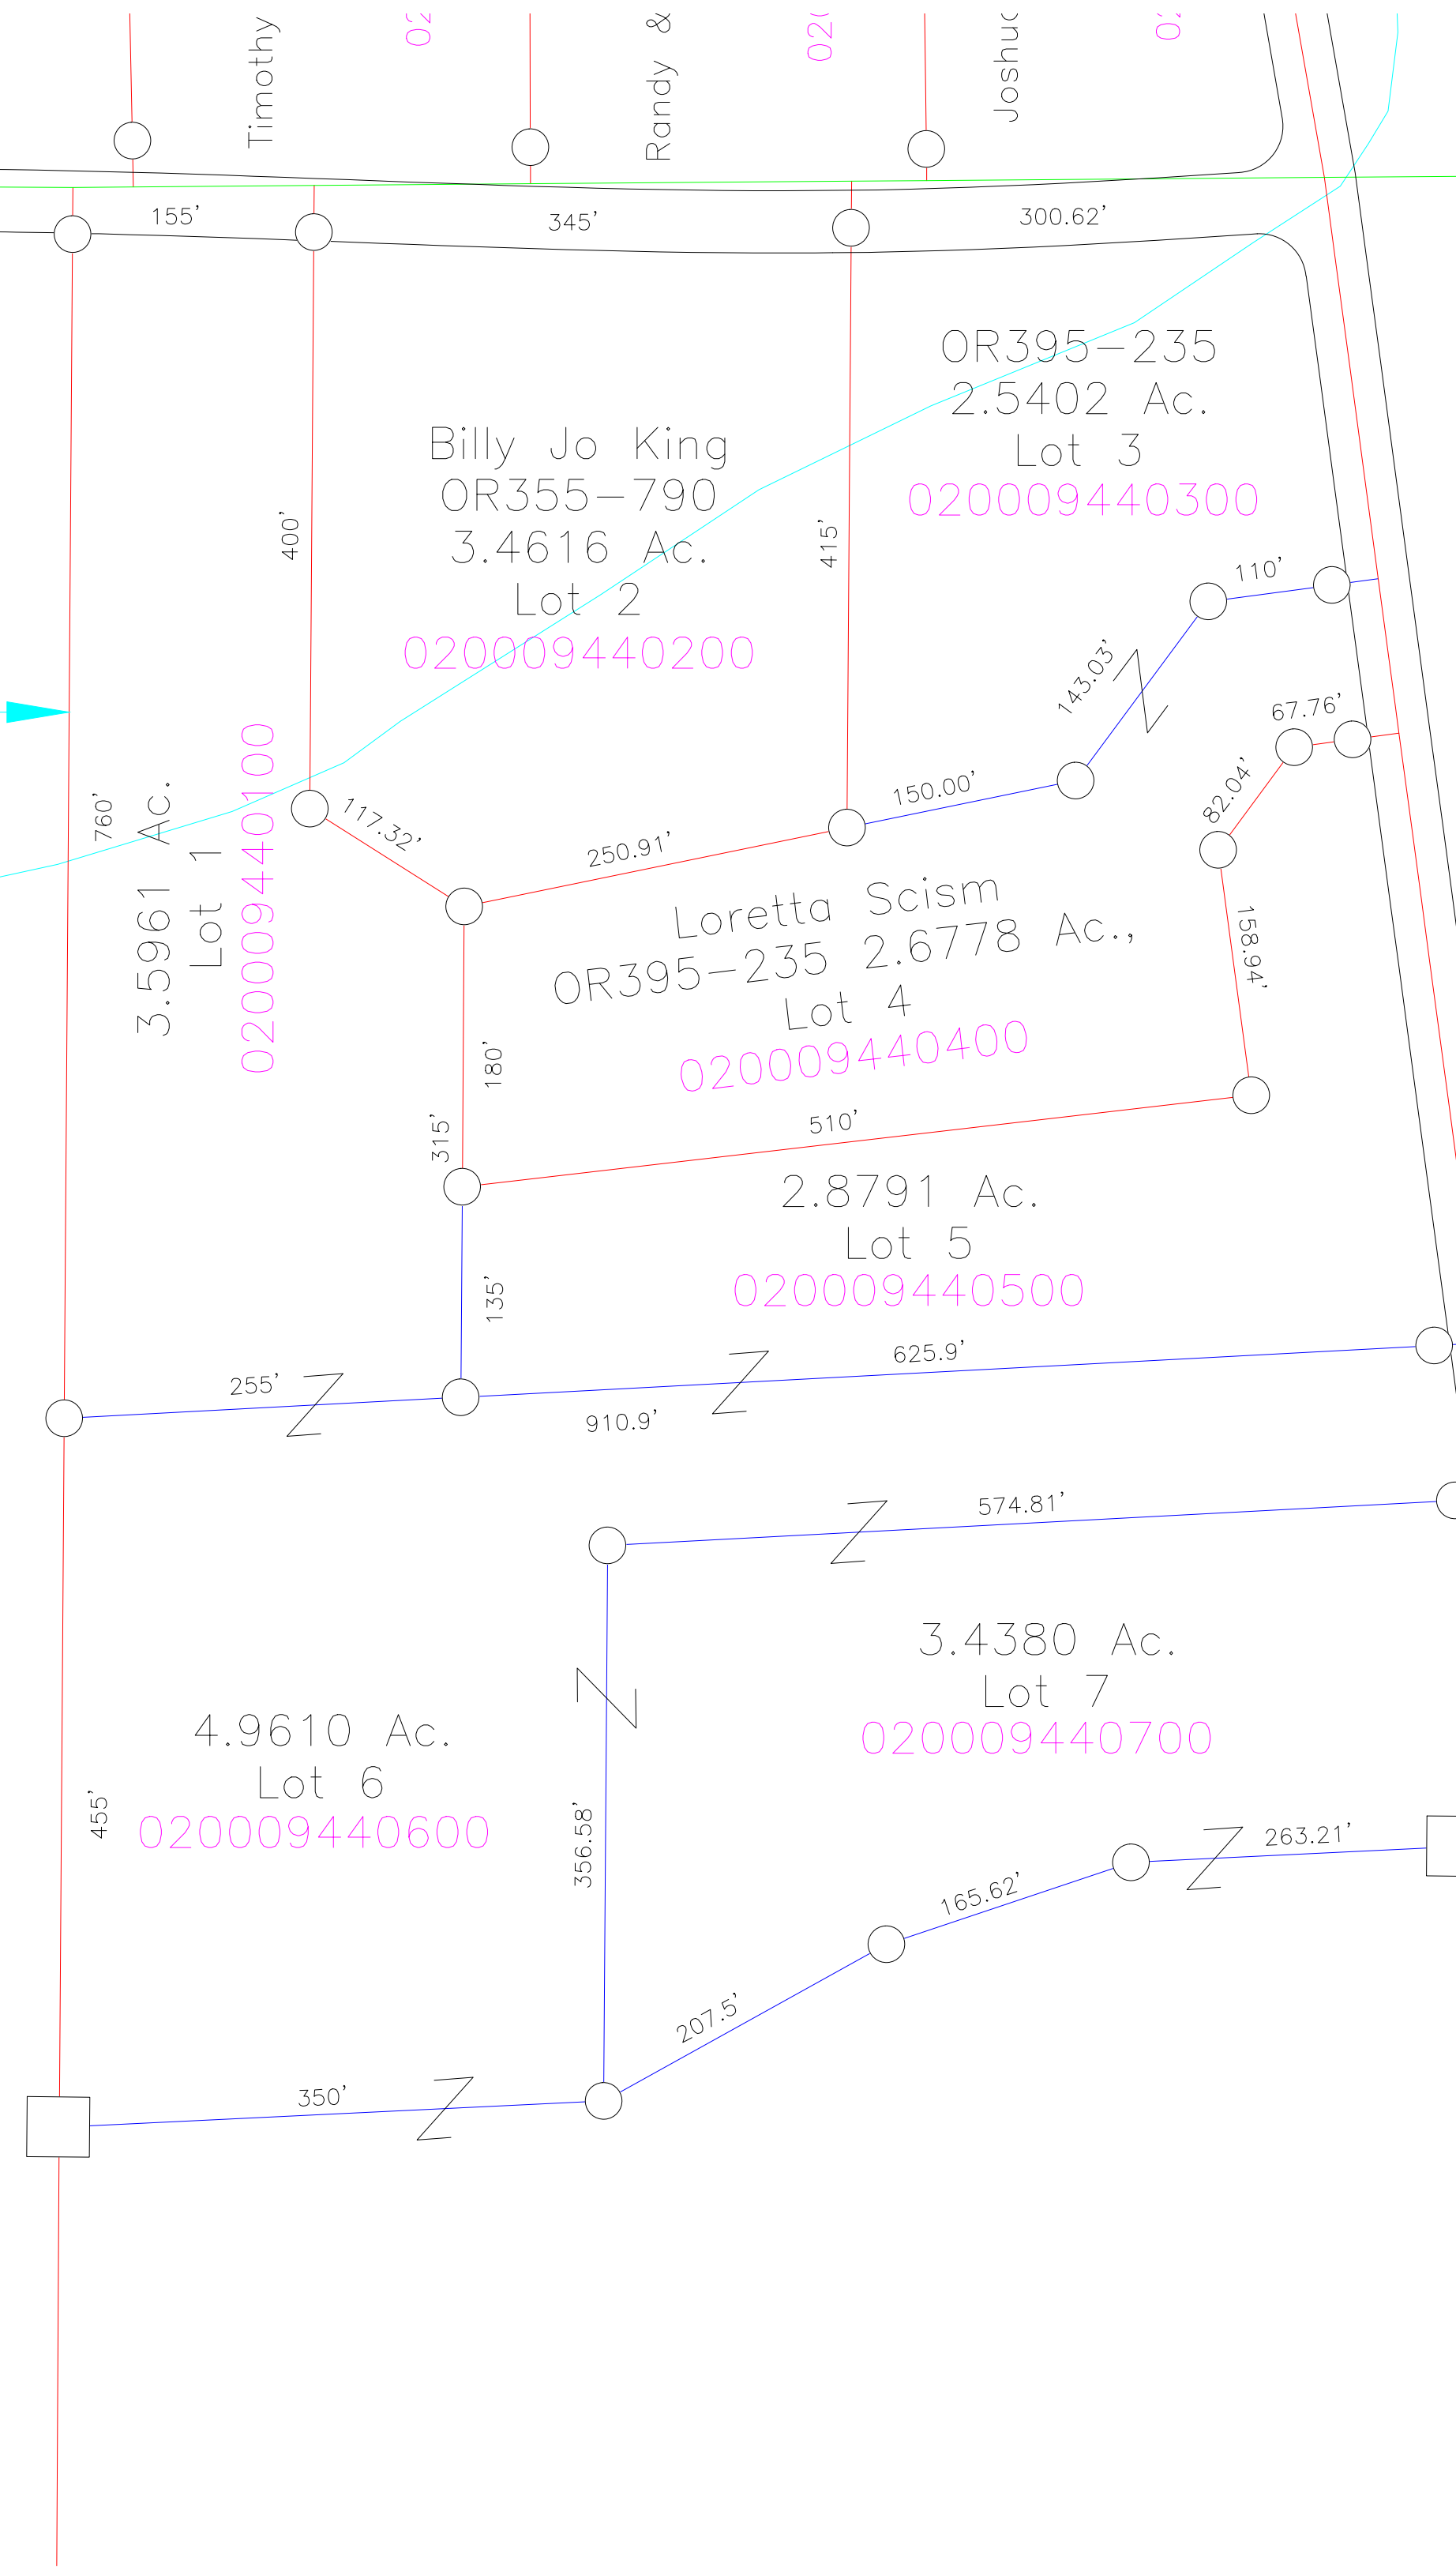 Timothy
02
Randy &
020
Joshua
02
155'
345'
300.62'
OR395-235
2.5402 Ac.
Lot 3
020009440300
Billy Jo King
OR355-790
3.4616 Ac.
Lot 2
020009440200
400'
415'
110'
143.03'
67.76'
82.04'
150.00'
760'
3.5961 Ac.
Lot 1
020009440100
117.32'
250.91'
Loretta Scism
OR395-235 2.6778 Ac.,
Lot 4
020009440400
158.94'
180'
315'
510'
2.8791 Ac.
Lot 5
020009440500
135'
625.9'
255'
Z
Z
910.9'
574.81'
Z
Z
Z
3.4380 Ac.
Lot 7
020009440700
4.9610 Ac.
Lot 6
020009440600
455'
356.58'
263.21'
Z
165.62'
207.5'
350'
Z